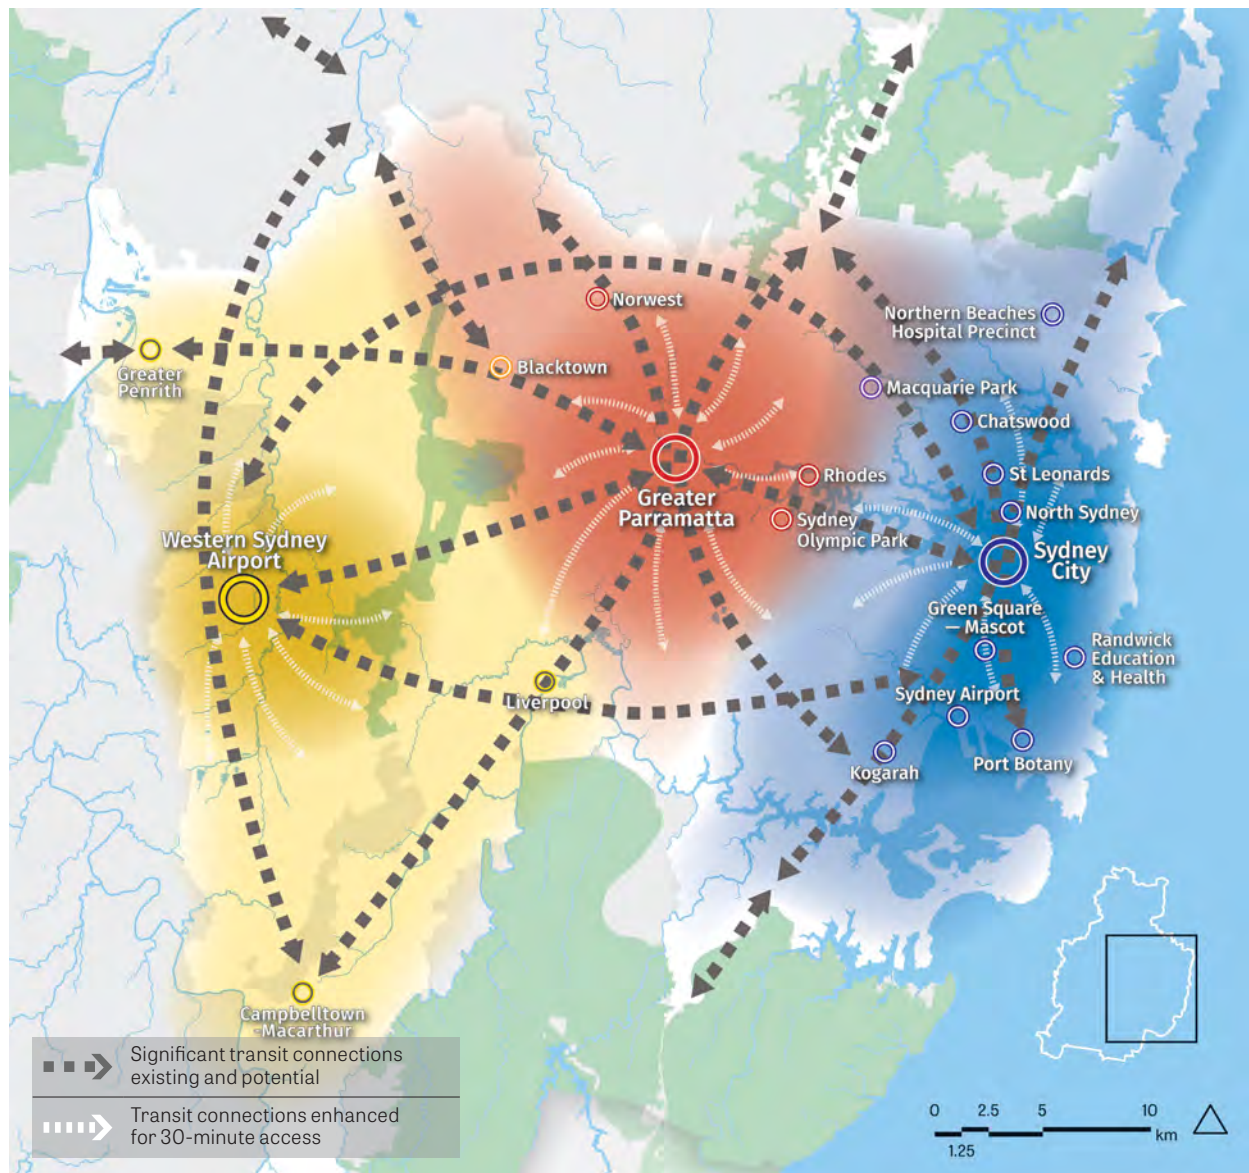 Norwest
Northern Beaches
Hospital Precinct
Greater
Penrith
Blacktown
Macquarie Park
Chatswood
Rhodes
St Leonards
Greater
Parramatta
Sydney
Olympic Park
North Sydney
Western Sydney
Airport
Sydney
City
Green Square
— Mascot
Randwick
Education
& Health
Liverpool
Sydney Airport
Kogarah
Port Botany
Campbelltown
-Macarthur
Significant transit connections
existing and potential
Transit connections enhanced
for 30-minute access
0 2.5 5 10
km
1.25